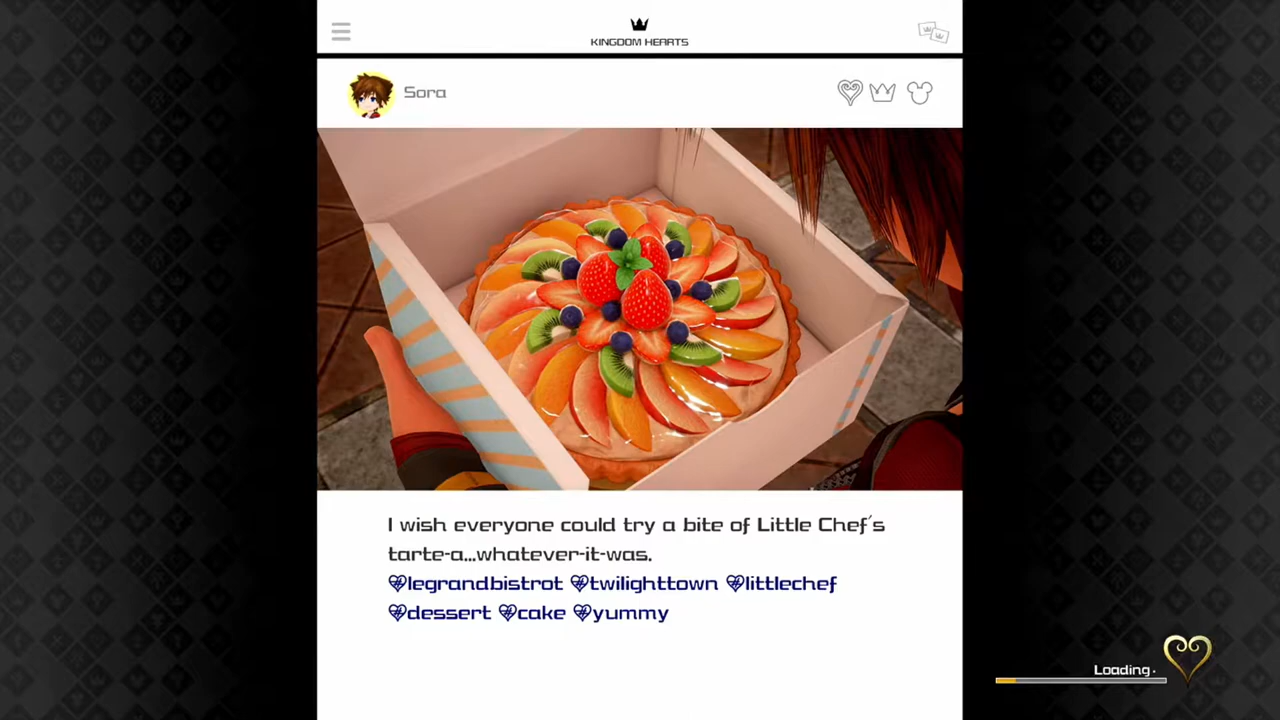 KINGDOM HEARTS
Sora
I wish everyone could try a bite of Little Chef's
tarte-a...whatever-it-was.
#legrandbistrot #twilighttown #littlechef
#dessert #cake #yummy
Loading.